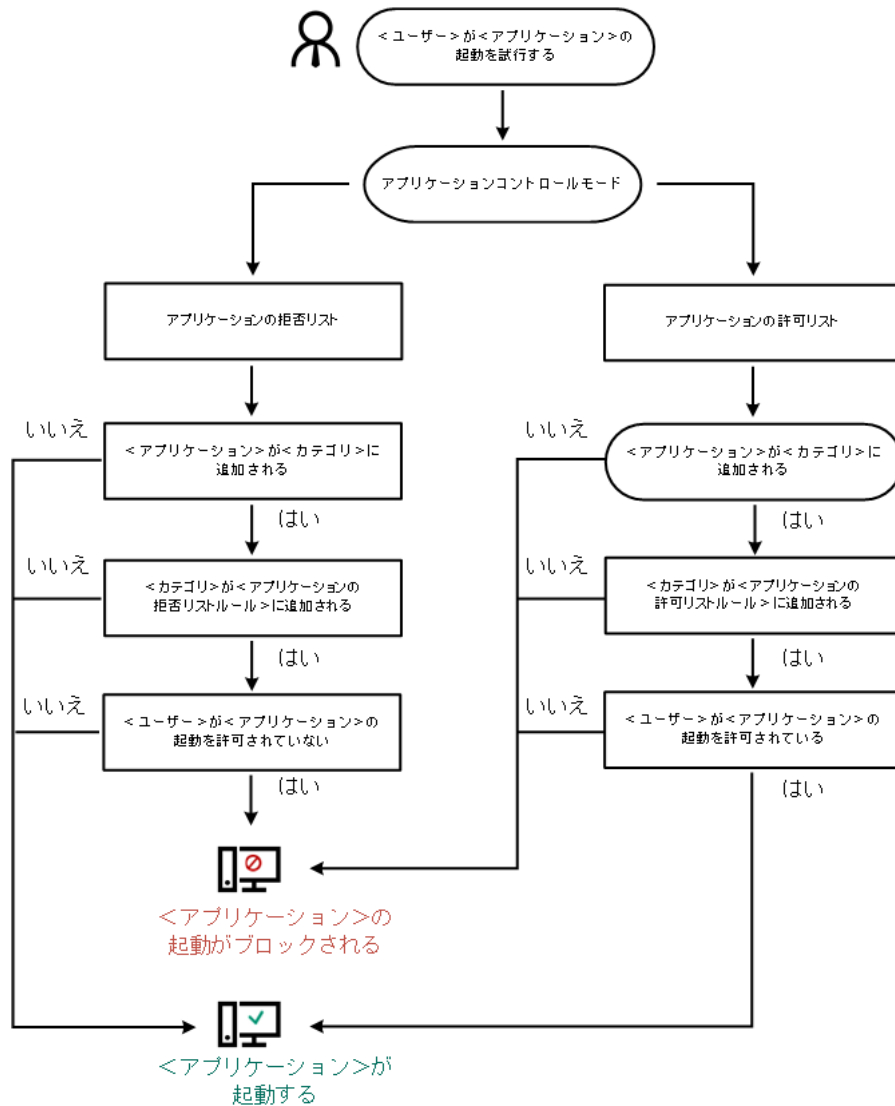 <ユーザー>が<アプリケーション>の
起動を試行する
アプリケーションコントロールモード
アプリケーションの拒否リスト
アプリケーションの許可リスト
いいえ
<アプリケーション>が<カテゴリ>に
追加される
はい
いいえ
<アプリケーション>が<カテゴリ>に
追加される
はい
いいえ
<カテゴリ>が<アプリケーションの
拒否リストルール>に追加される
はい
いいえ
<カテゴリ>が<アプリケーションの
許可リストルール>に追加される
はい
いいえ
<ユーザー>が<アプリケーション>の
起動を許可されていない
はい
いいえ
<ユーザー>が<アプリケーション>の
起動を許可されている
はい
<アプリケーション>の
起動がブロックされる
<アプリケーション>が
起動する